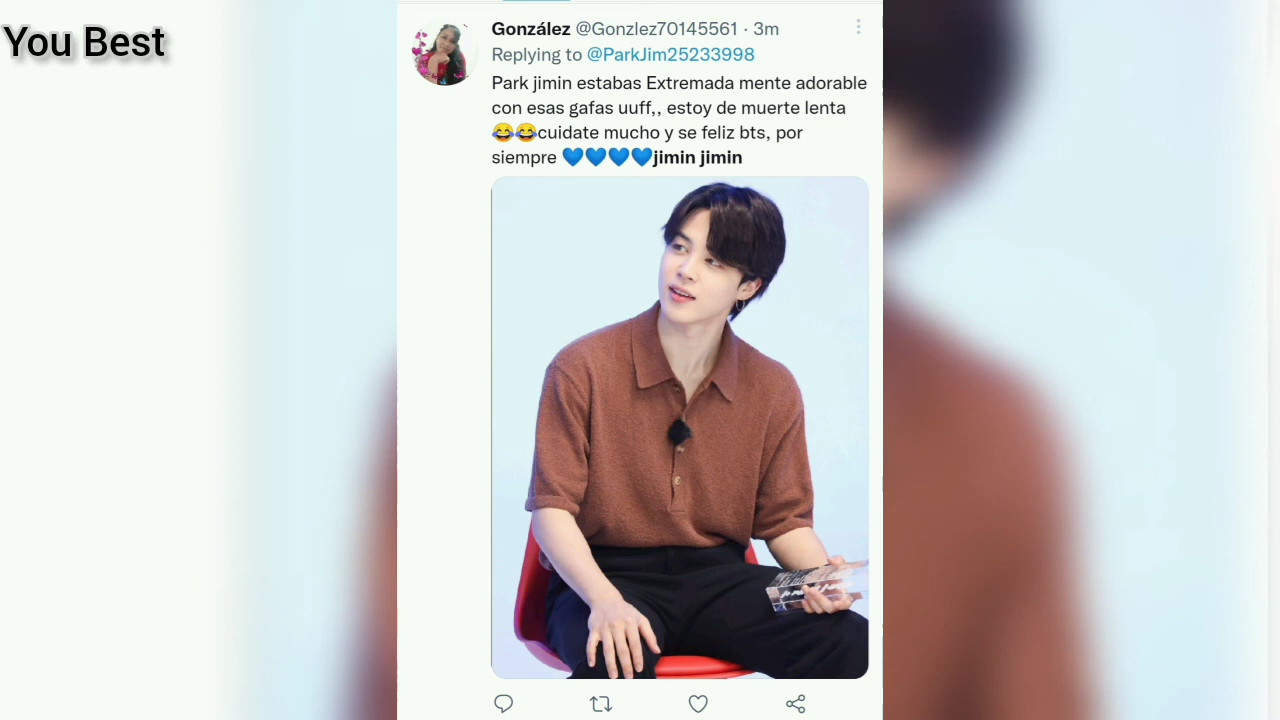 You Best
González @Gonzlez70145561 · 3m
Replying to @ParkJim25233998
Park jimin estabas Extremada mente adorable
con esas gafas uuff,, estoy de muerte lenta
😂😂cuidate mucho y se feliz bts, por
siempre 💙💙💙💙jimin jimin